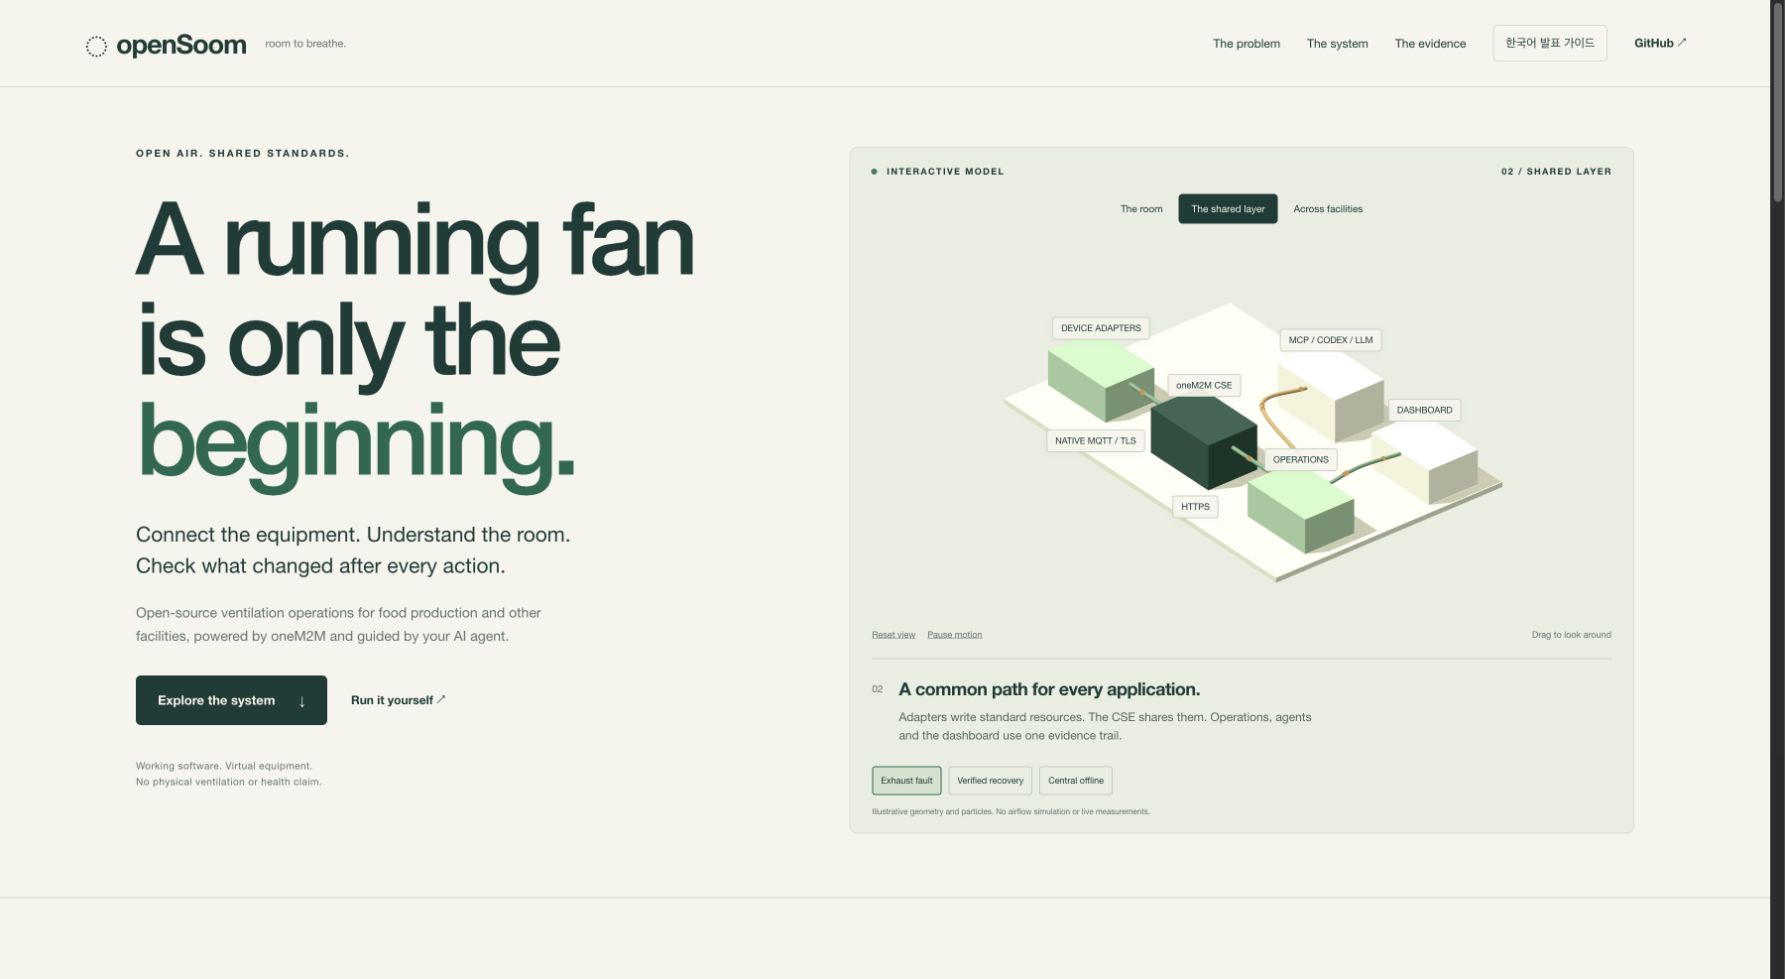 openSoom
room to breathe.
The problem
The system
The evidence
한국어 발표 가이드
GitHub ↗
OPEN AIR. SHARED STANDARDS.
A running fan
is only the
beginning.
Connect the equipment. Understand the room.
Check what changed after every action.
Open-source ventilation operations for food production and other
facilities, powered by oneM2M and guided by your AI agent.
Explore the system ↓
Run it yourself ↗
Working software. Virtual equipment.
No physical ventilation or health claim.
INTERACTIVE MODEL
02 / SHARED LAYER
The room
The shared layer
Across facilities
DEVICE ADAPTERS
MCP / CODEX / LLM
oneM2M CSE
DASHBOARD
NATIVE MQTT / TLS
OPERATIONS
HTTPS
Reset view
Pause motion
Drag to look around
02
A common path for every application.
Adapters write standard resources. The CSE shares them. Operations, agents
and the dashboard use one evidence trail.
Exhaust fault
Verified recovery
Central offline
Illustrative geometry and particles. No airflow simulation or live measurements.